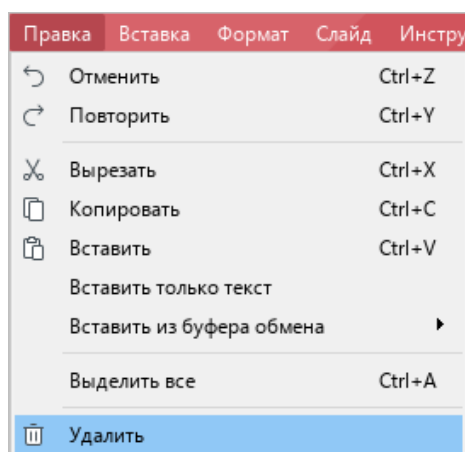 Правка Вставка Формат Слайд Инстру
Отменить Ctrl+Z
Повторить Ctrl+Y
Вырезать Ctrl+X
Копировать Ctrl+C
Вставить Ctrl+V
Вставить только текст
Вставить из буфера обмена
Выделить все Ctrl+A
Удалить